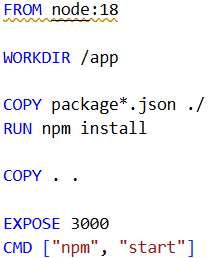 FROM node:18
WORKDIR /app
COPY package*.json ./
RUN npm install
COPY . .
EXPOSE 3000
CMD ["npm", "start"]